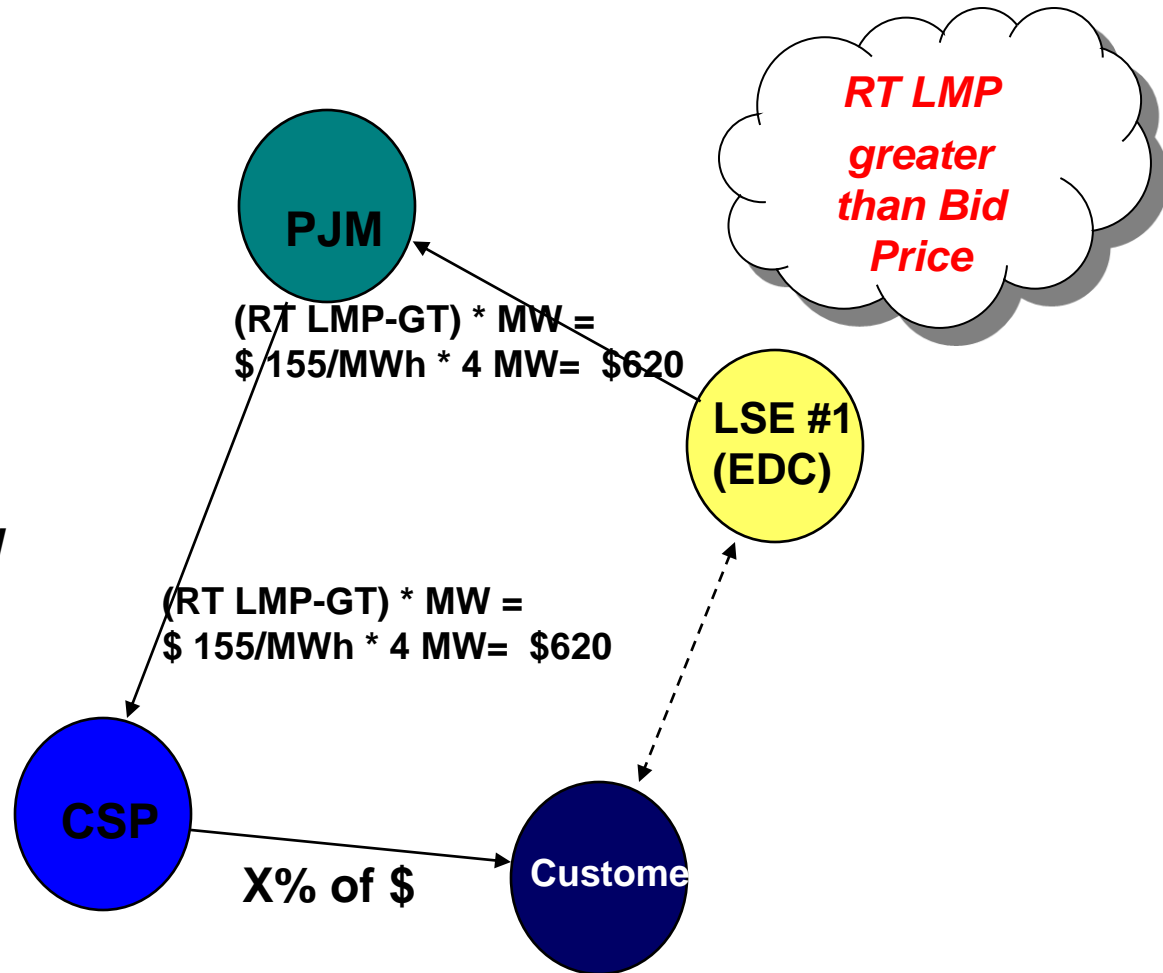 RT LMP
greater
than Bid
Price
PJM
(RT LMP-GT) * MW =
$ 155/MWh * 4 MW= $620
LSE #1
(EDC)
(RT LMP-GT) * MW =
$ 155/MWh * 4 MW= $620
CSP
X% of $
Custome